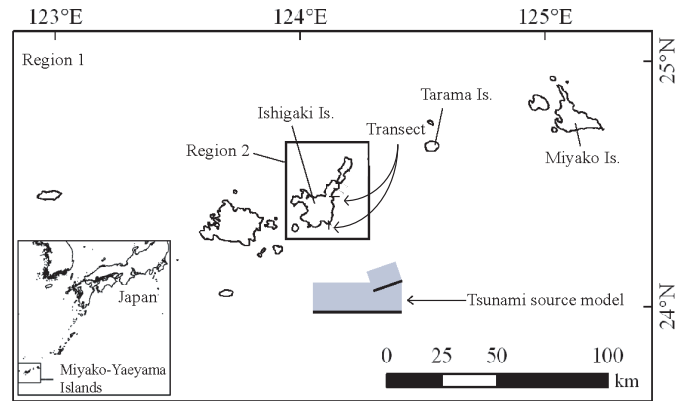 123°E
124°E
125°E
Region 1
25°N
Tarama Is.
Ishigaki Is.
Transect
Region 2
Miyako Is.
Japan
Tsunami source model
24°N
0 25 50 100
km
Miyako-Yaeyama
Islands